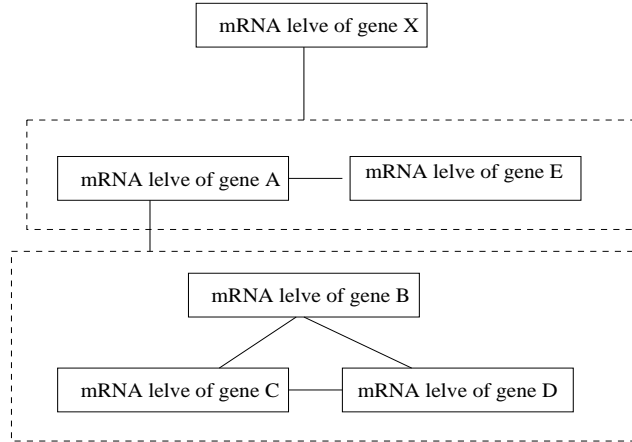 mRNA lelve of gene X
mRNA lelve of gene A
mRNA lelve of gene E
mRNA lelve of gene B
mRNA lelve of gene C
mRNA lelve of gene D